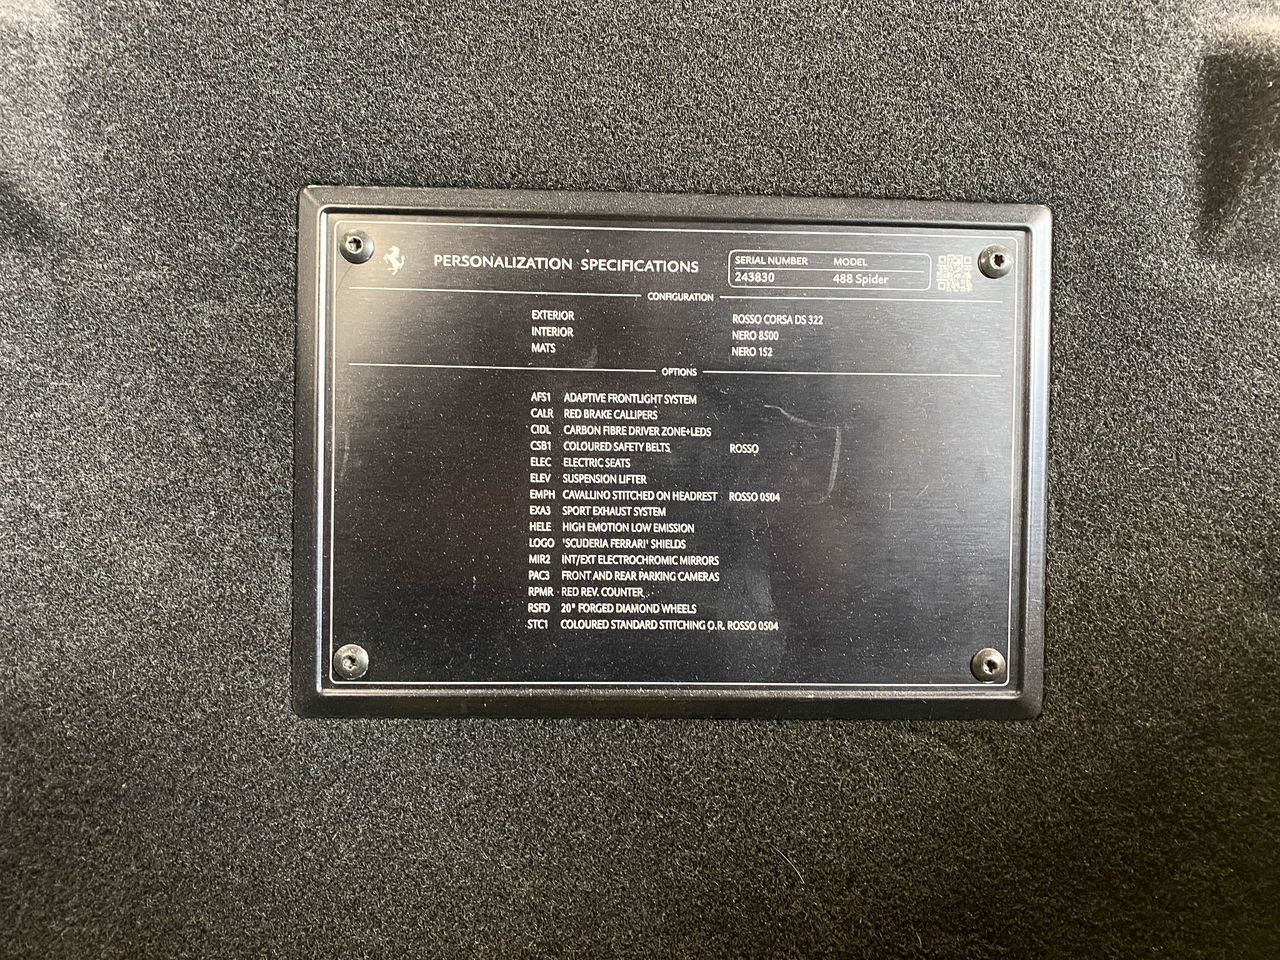 PERSONALIZATION SPECIFICATIONS
SERIAL NUMBER MODEL
243830 488 Spider
CONFIGURATION
EXTERIOR ROSSO CORSA DS 322
INTERIOR NERO 8500
MATS NERO 152
OPTIONS
AFS1 ADAPTIVE FRONTLIGHT SYSTEM
CALR RED BRAKE CALLIPERS
CIDL CARBON FIBRE DRIVER ZONE+LEDS
CSB1 COLOURED SAFETY BELTS ROSSO
ELEC ELECTRIC SEATS
ELEV SUSPENSION LIFTER
EMPH CAVALLINO STITCHED ON HEADREST ROSSO 0504
EXA3 SPORT EXHAUST SYSTEM
HELE HIGH EMOTION LOW EMISSION
LOGO 'SCUDERIA FERRARI' SHIELDS
MIR2 INT/EXT ELECTROCHROMIC MIRRORS
PAC3 FRONT AND REAR PARKING CAMERAS
RPMR RED REV. COUNTER
RSFD 20" FORGED DIAMOND WHEELS
STC1 COLOURED STANDARD STITCHING O.R. ROSSO 0504